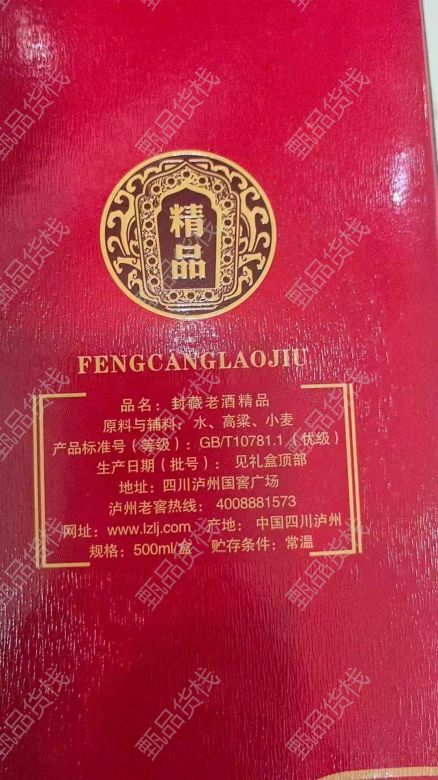 精
品
FENGCANGLAOJIU
品名：封藏老酒精品
原料与辅料：水、高粱、小麦
产品标准号（等级）：GB/T10781.1（优级）
生产日期（批号）：见礼盒顶部
地址：四川泸州国窖广场
泸州老窖热线：4008881573
网址：www.lzlj.com 产地：中国四川泸州
规格：500ml/盒 贮存条件：常温
甄品货栈